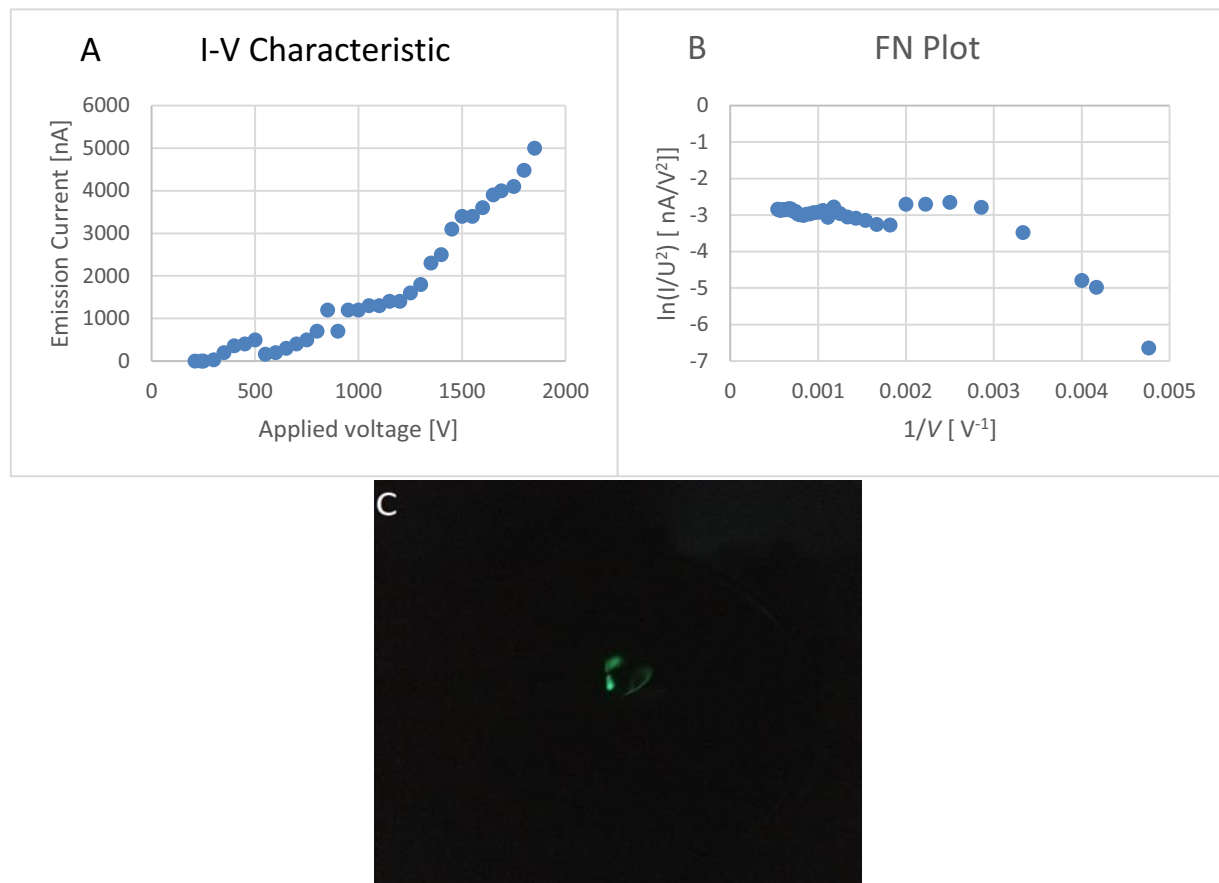 A
I-V Characteristic
Emission Current [nA]
6000
5000
4000
3000
2000
1000
0
0 500 1000 1500 2000
Applied voltage [V]
B
FN Plot
ln(I/U²) [ nA/V²]]
0
-1
-2
-3
-4
-5
-6
-7
0 0.001 0.002 0.003 0.004 0.005
1/V [ V⁻¹]
C